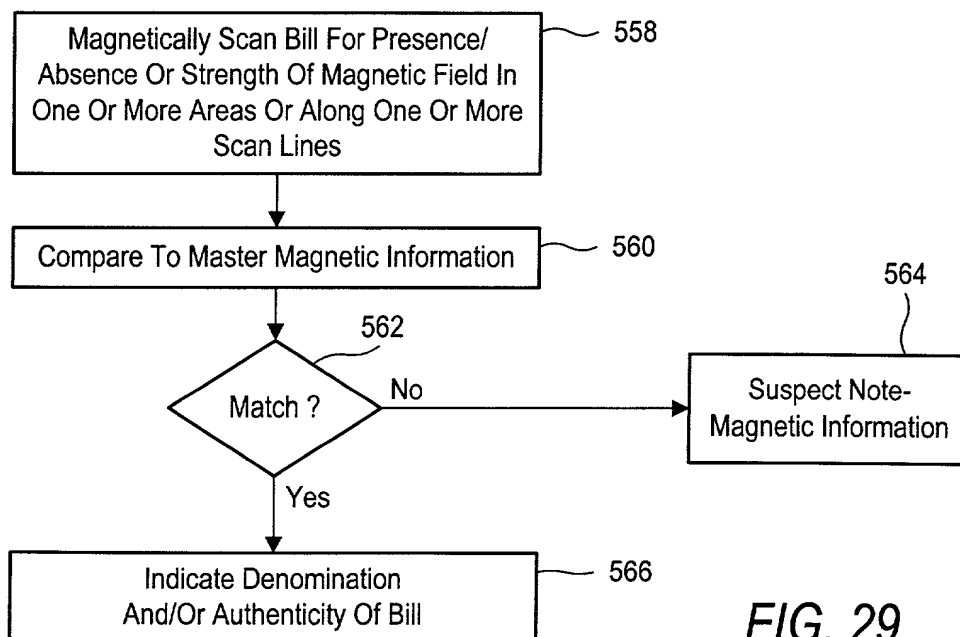 Magnetically Scan Bill For Presence/
Absence Or Strength Of Magnetic Field In
One Or More Areas Or Along One Or More
Scan Lines
558
Compare To Master Magnetic Information
560
562
Match ?
No
564
Suspect Note-
Magnetic Information
Yes
Indicate Denomination
And/Or Authenticity Of Bill
566
FIG. 29